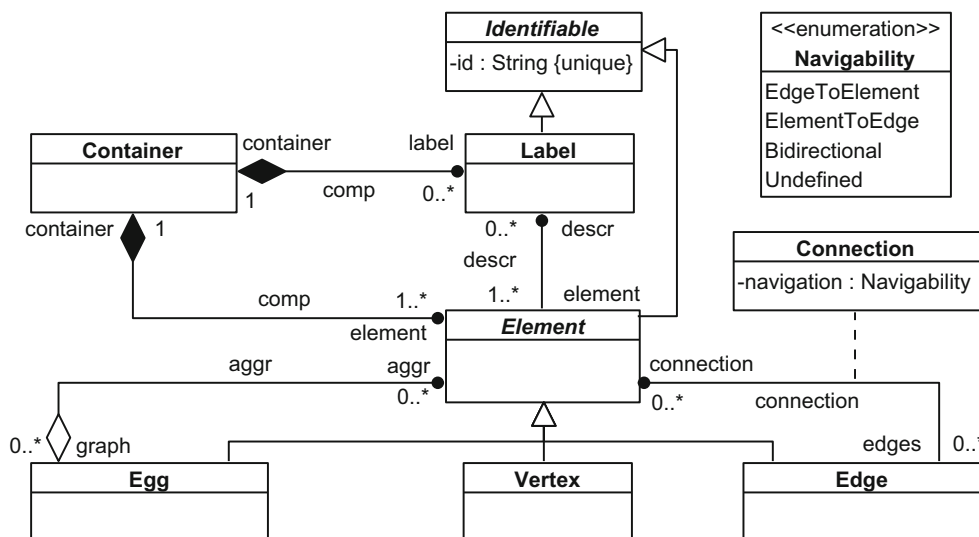 Identifiable
-id : String {unique}
<<enumeration>>
Navigability
EdgeToElement
ElementToEdge
Bidirectional
Undefined
Container
container
label
1
comp
0..*
Label
container
1
0..*
descr
descr
1..*
element
Connection
-navigation : Navigability
comp
1..*
element
Element
aggr
aggr
0..*
connection
0..*
connection
0..*
graph
edges
0..*
Egg
Vertex
Edge